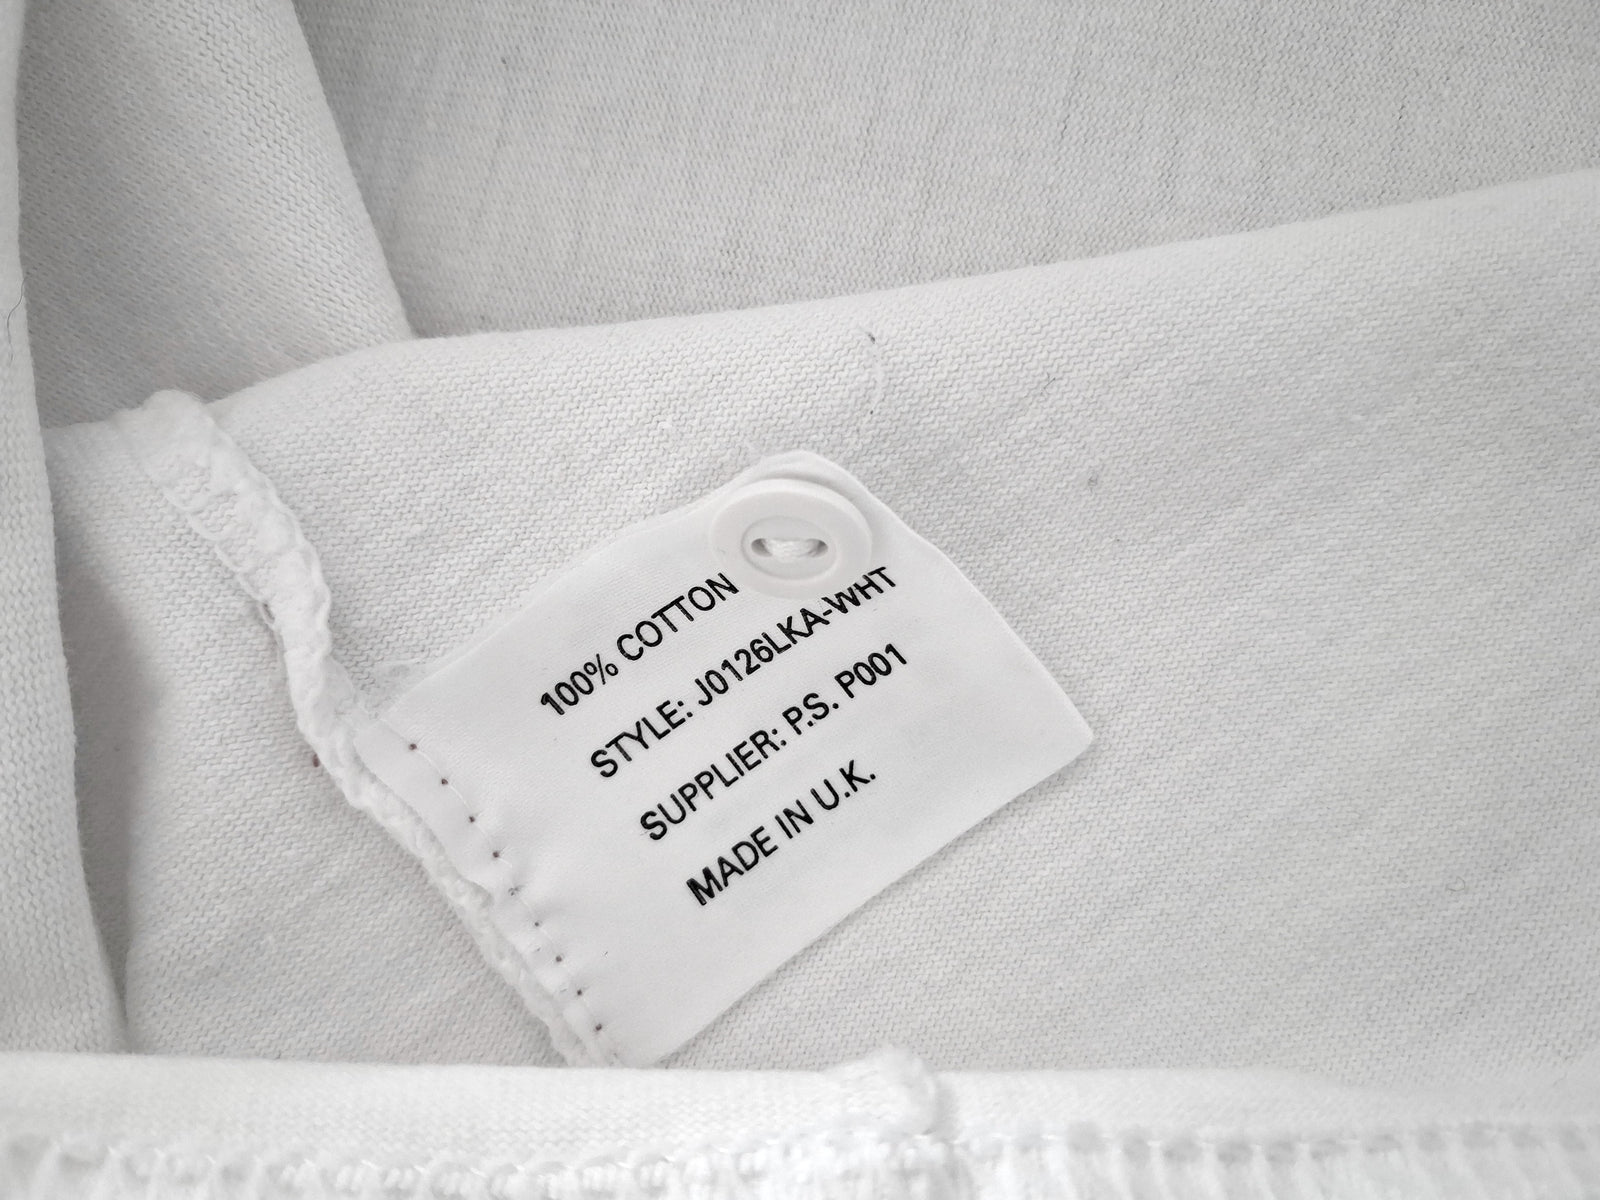 100% COTTON
STYLE: J0126LKA-WHT
SUPPLIER: P.S. P001
MADE IN U.K.